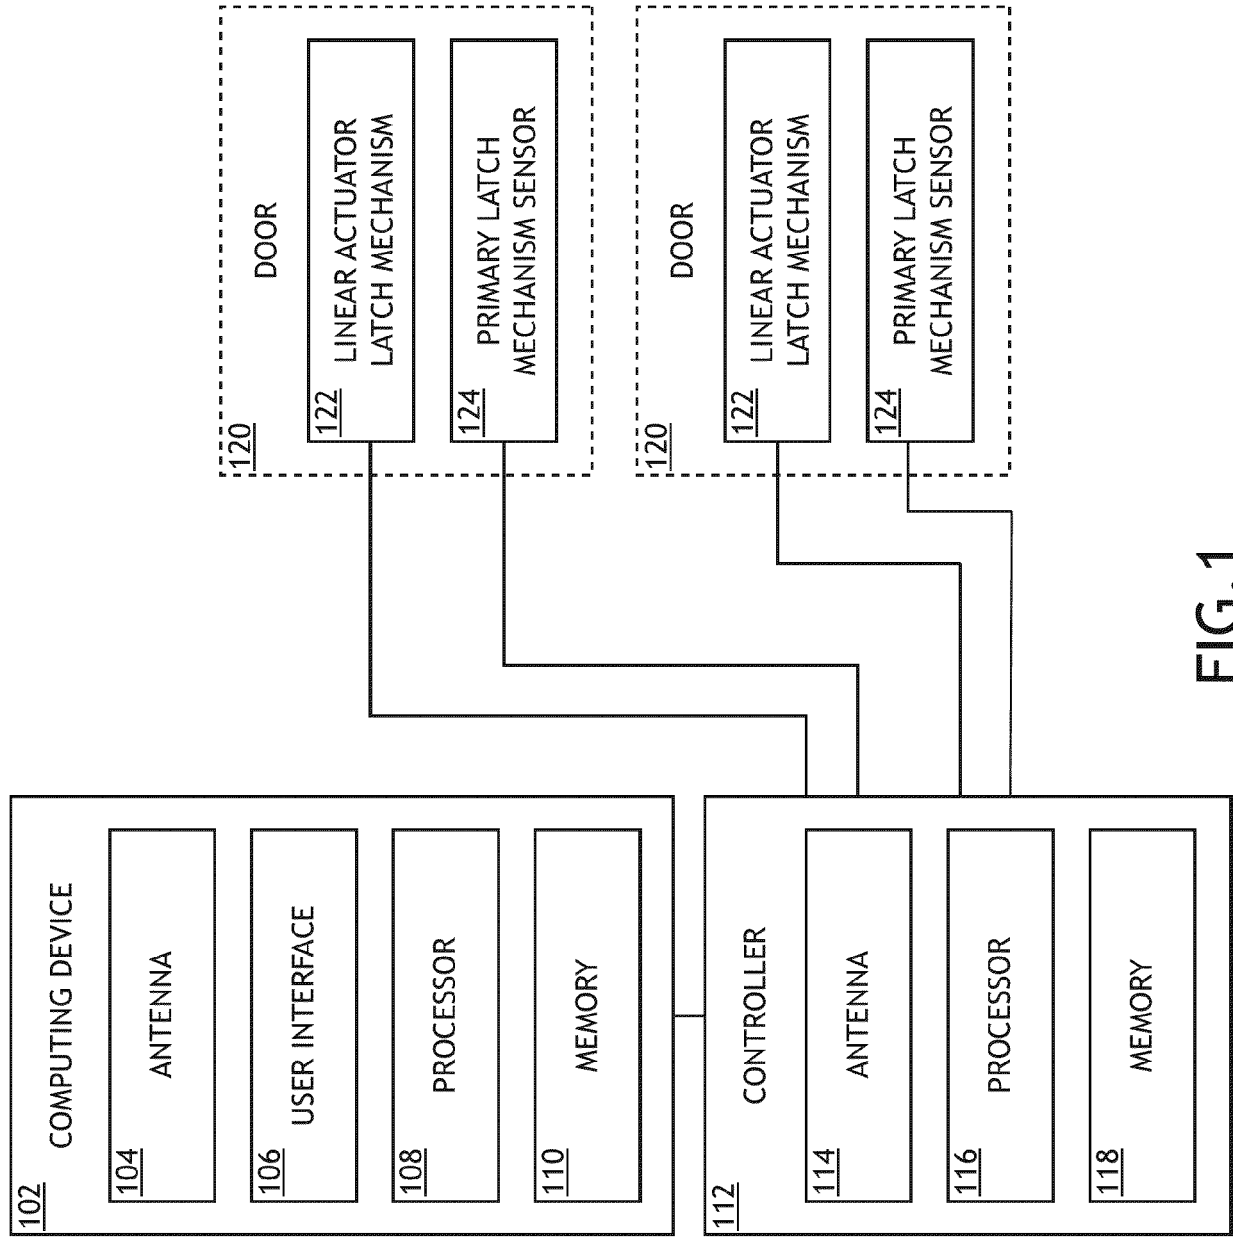 102
COMPUTING DEVICE
104
ANTENNA
106
USER INTERFACE
108
PROCESSOR
110
MEMORY
112
CONTROLLER
114
ANTENNA
116
PROCESSOR
118
MEMORY
120
DOOR
122
LINEAR ACTUATOR
LATCH MECHANISM
124
PRIMARY LATCH
MECHANISM SENSOR
120
DOOR
122
LINEAR ACTUATOR
LATCH MECHANISM
124
PRIMARY LATCH
MECHANISM SENSOR
FIG.1